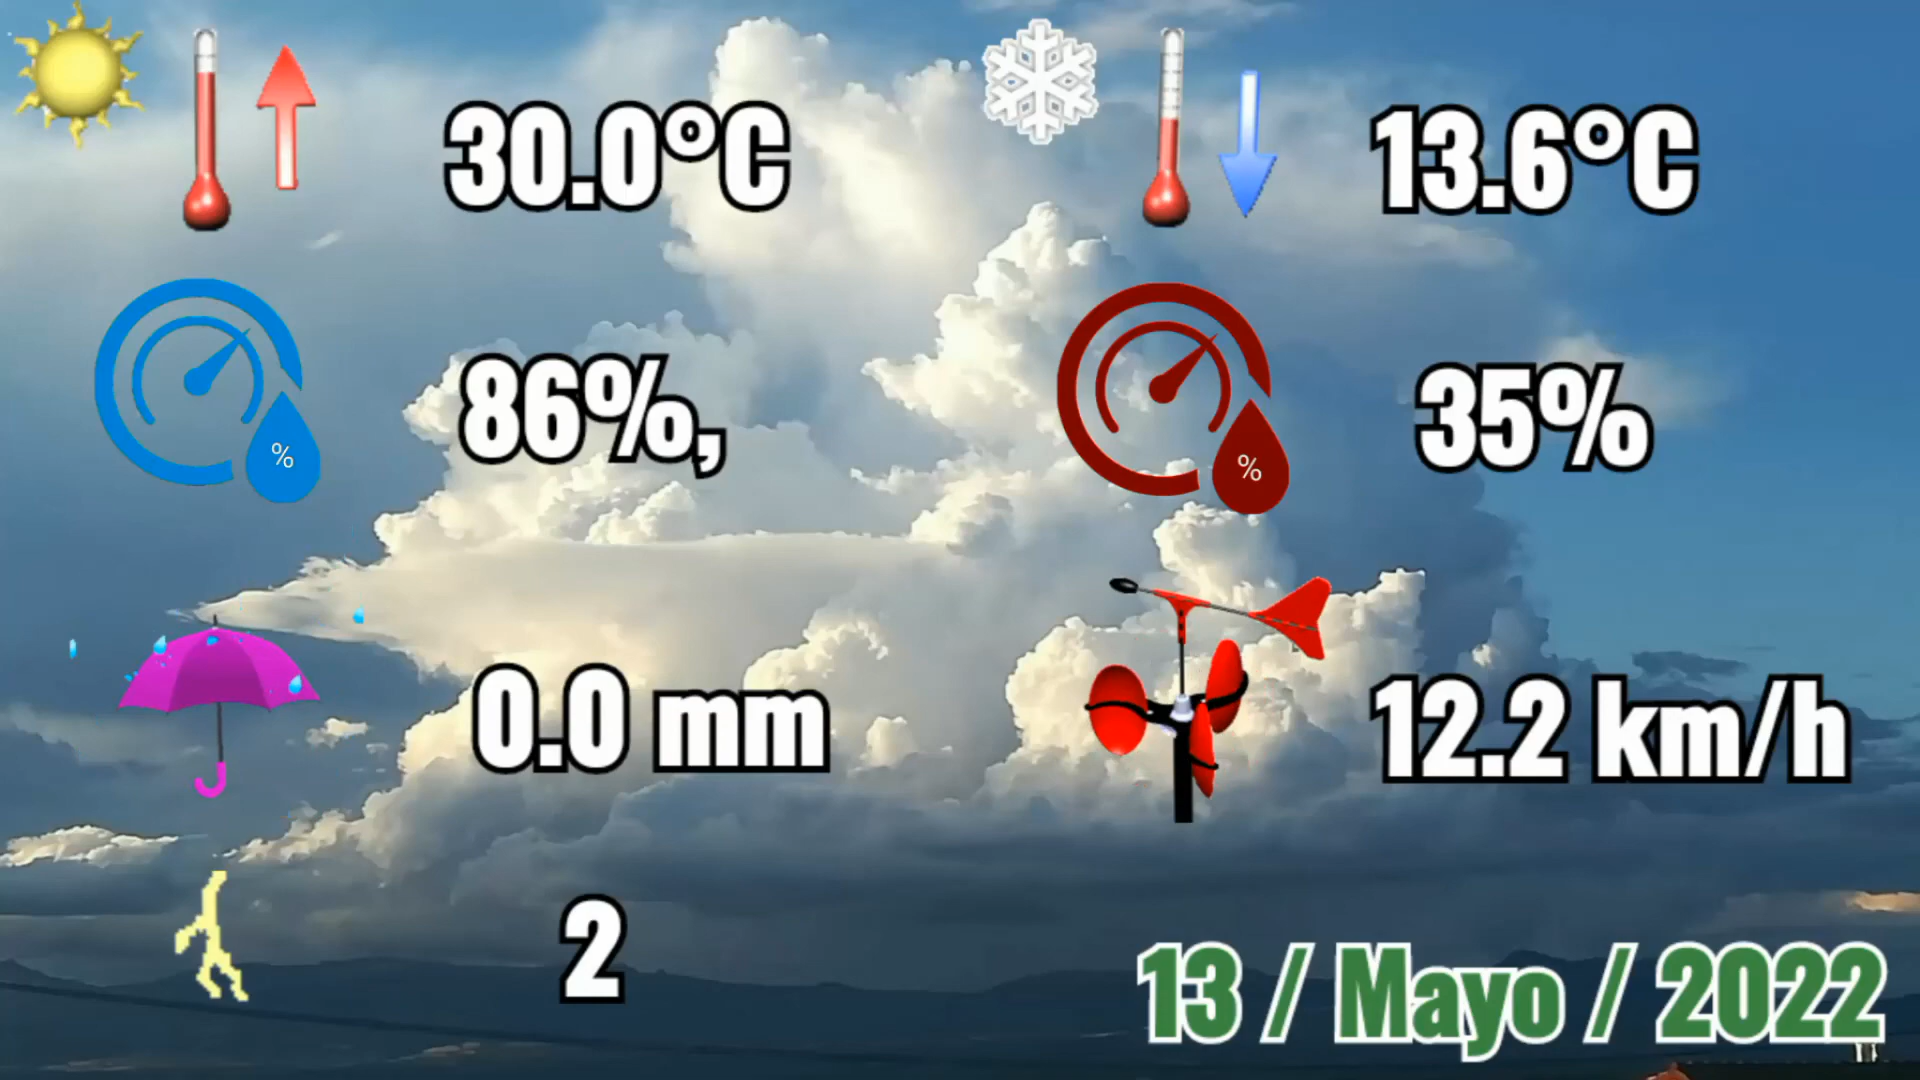 30.0°C
13.6°C
86%,
%
35%
%
0.0 mm
12.2 km/h
2
13 / Mayo / 2022